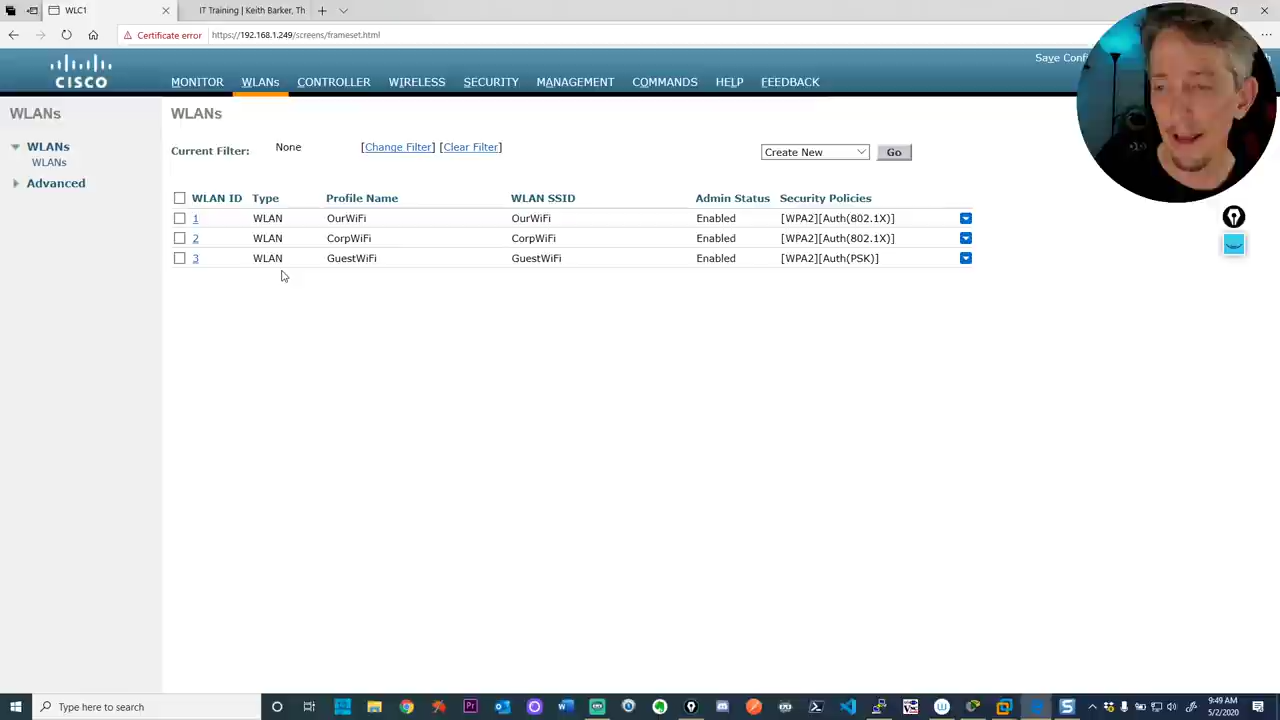 WLC1
IT Training | Keith Barker, Th
Certificate error
https://192.168.1.249/screens/frameset.html
Save Confi
CISCO
MONITOR WLANs CONTROLLER WIRELESS SECURITY MANAGEMENT COMMANDS HELP FEEDBACK
WLANs
WLANs
WLANs
Advanced
WLANs
Current Filter: None [Change Filter] [Clear Filter]
Create New Go
WLAN ID Type Profile Name WLAN SSID Admin Status Security Policies
1 WLAN OurWiFi OurWiFi Enabled [WPA2][Auth(802.1X)]
2 WLAN CorpWiFi CorpWiFi Enabled [WPA2][Auth(802.1X)]
3 WLAN GuestWiFi GuestWiFi Enabled [WPA2][Auth(PSK)]
Type here to search
9:49 AM
5/2/2020